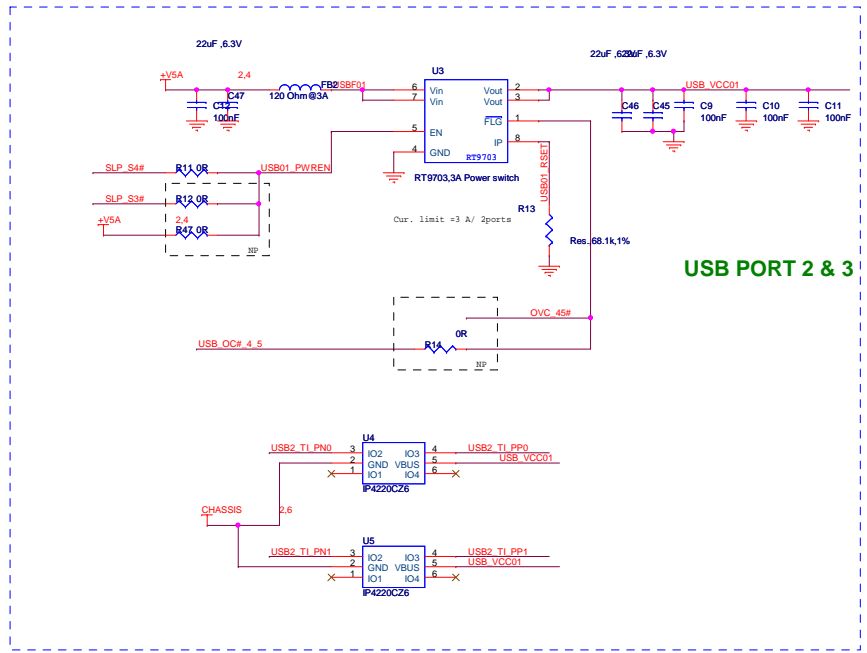 22uF ,6.3V
22uF ,6.3V
+V5A
2,4
FB2
USBF01
120 Ohm @3A
C47
C12
100nF
U3
6
7
5
4
Vin
Vin
EN
GND
Vout
Vout
FLG
IP
2
3
1
8
RT9703
RT9703,3A Power switch
USB_VCC01
C46
C45
C9
100nF
C10
100nF
C11
100nF
SLP_S4#
R11 0R
USB01_PWREN
SLP_S3#
R12 0R
+V5A
2,4
R47 0R
NP
Cur. limit =3 A/ 2ports
USB01_RSET
R13
Res. 68.1k,1%
USB PORT 2 & 3
OVC_45#
0R
USB_OC#_4_5
R14
NP
U4
USB2_TI_PN0
3 IO2 IO3 4
USB2_TI_PP0
2 GND VBUS 5
USB_VCC01
1 IO1 IO4 6
IP4220CZ6
CHASSIS
2,6
U5
USB2_TI_PN1
3 IO2 IO3 4
USB2_TI_PP1
2 GND VBUS 5
USB_VCC01
1 IO1 IO4 6
IP4220CZ6